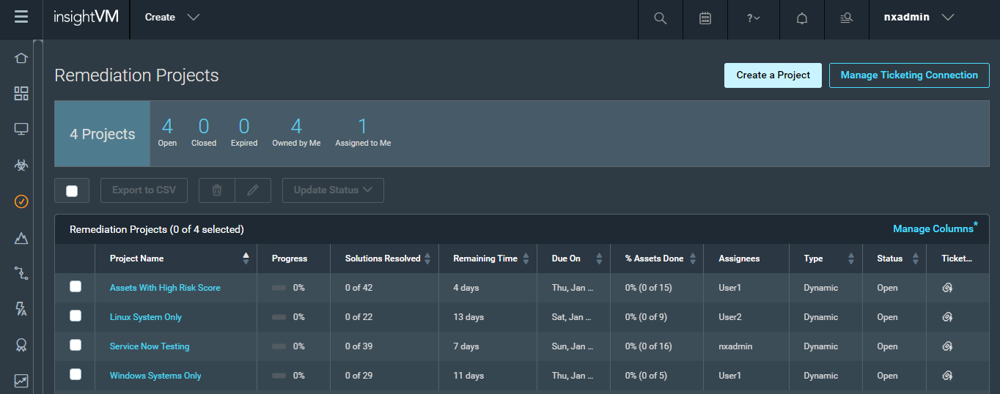 insightVM Create ? nxadmin
Remediation Projects Create a Project Manage Ticketing Connection
4 Projects
4 0 0 4 1
Open Closed Expired Owned by Me Assigned to Me
Export to CSV Update Status
Remediation Projects (0 of 4 selected) Manage Columns*
Project Name Progress Solutions Resolved Remaining Time Due On % Assets Done Assignees Type Status Ticket...
Assets With High Risk Score 0% 0 of 42 4 days Thu, Jan ... 0% (0 of 15) User1 Dynamic Open
Linux System Only 0% 0 of 22 13 days Sat, Jan ... 0% (0 of 9) User2 Dynamic Open
Service Now Testing 0% 0 of 39 7 days Sun, Jan ... 0% (0 of 16) nxadmin Dynamic Open
Windows Systems Only 0% 0 of 29 11 days Thu, Jan ... 0% (0 of 5) User1 Dynamic Open